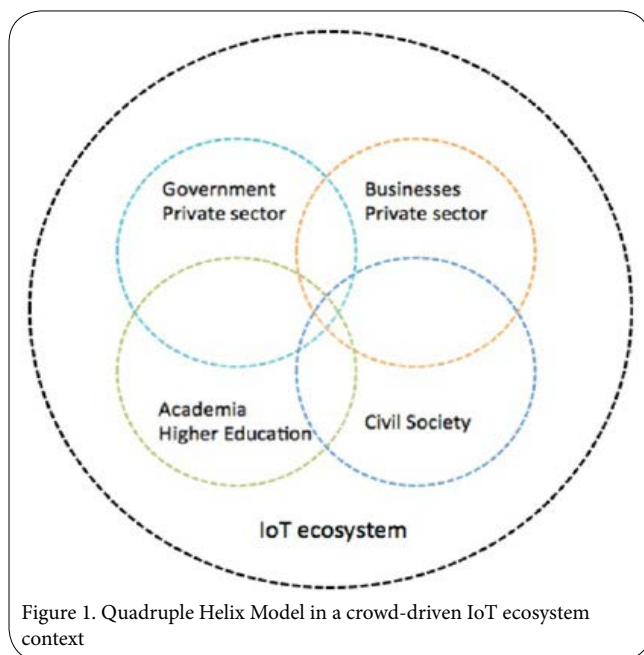 Government
Private sector
Businesses
Private sector
Academia
Higher Education
Civil Society
IoT ecosystem
Figure 1. Quadruple Helix Model in a crowd-driven IoT ecosystem
context